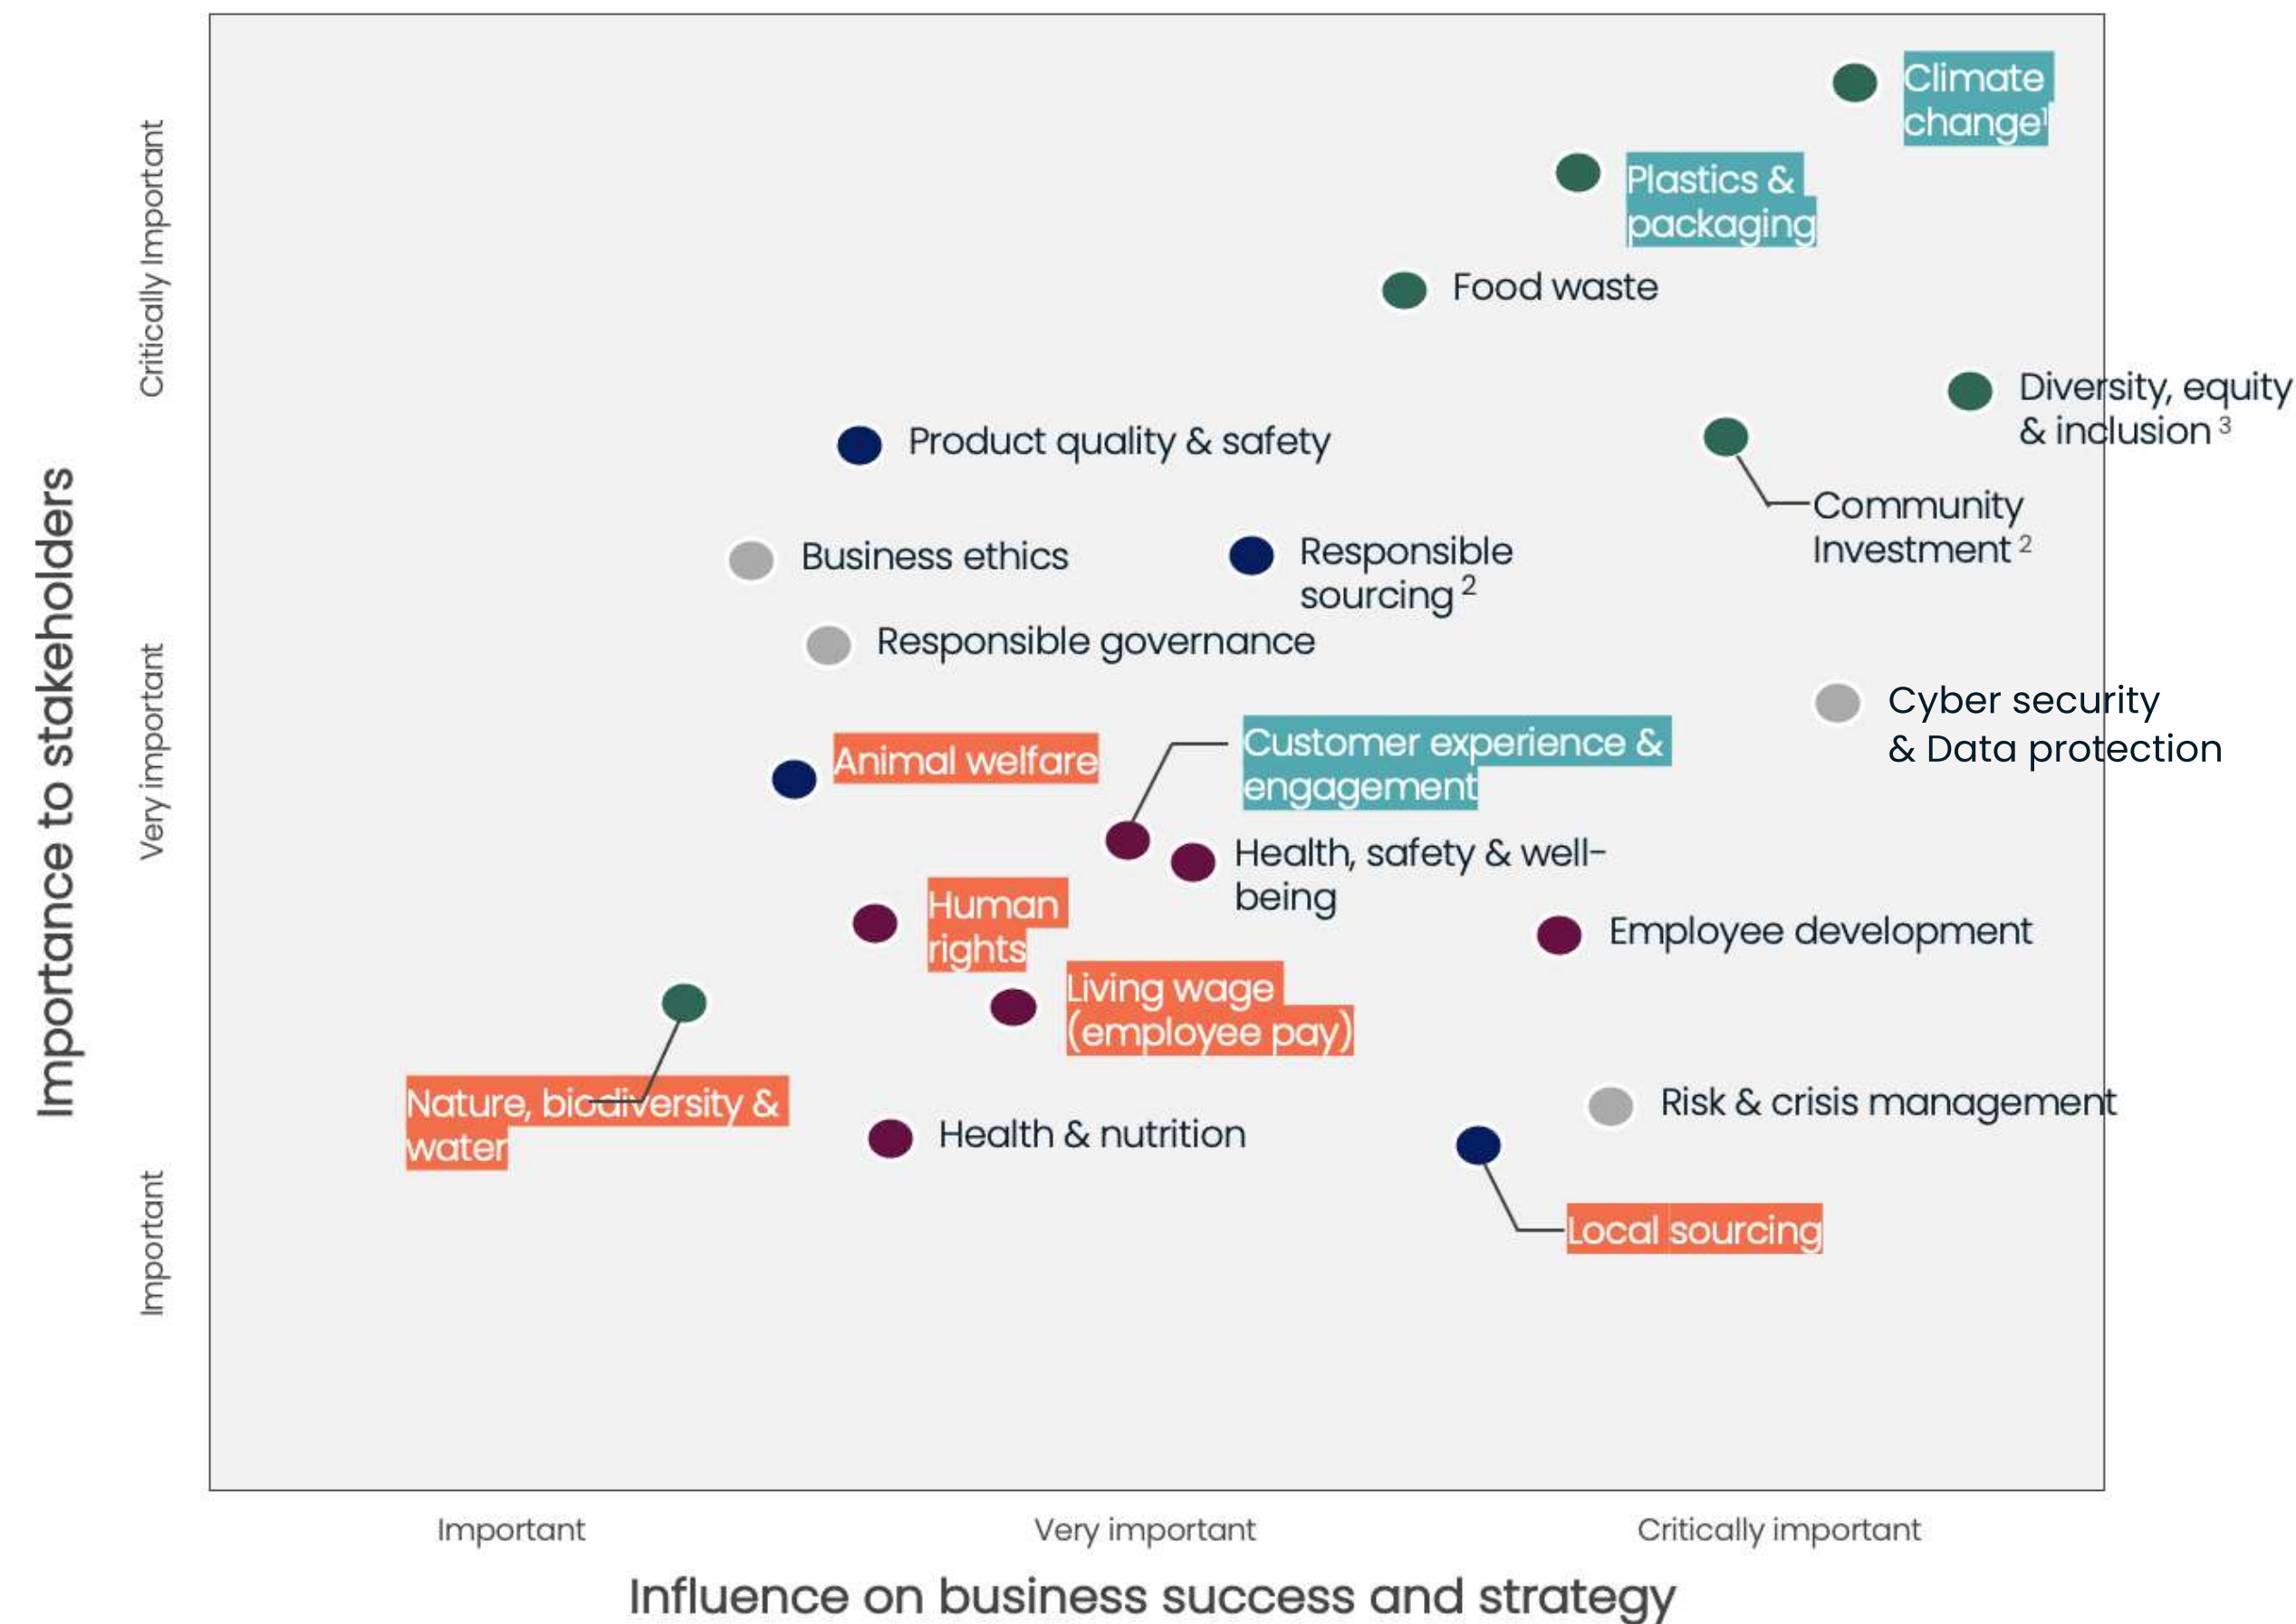 Climate
change¹
Plastics &
packaging
Food waste
Diversity, equity
& inclusion ³
Product quality & safety
Community
Investment ²
Business ethics
Responsible
sourcing ²
Responsible governance
Cyber security
& Data protection
Animal welfare
Customer experience &
engagement
Health, safety & well-
being
Human
rights
Employee development
Living wage
(employee pay)
Nature, biodiversity &
water
Health & nutrition
Risk & crisis management
Local sourcing
Importance to stakeholders
Critically Important
Very important
Important
Important
Very important
Critically important
Influence on business success and strategy